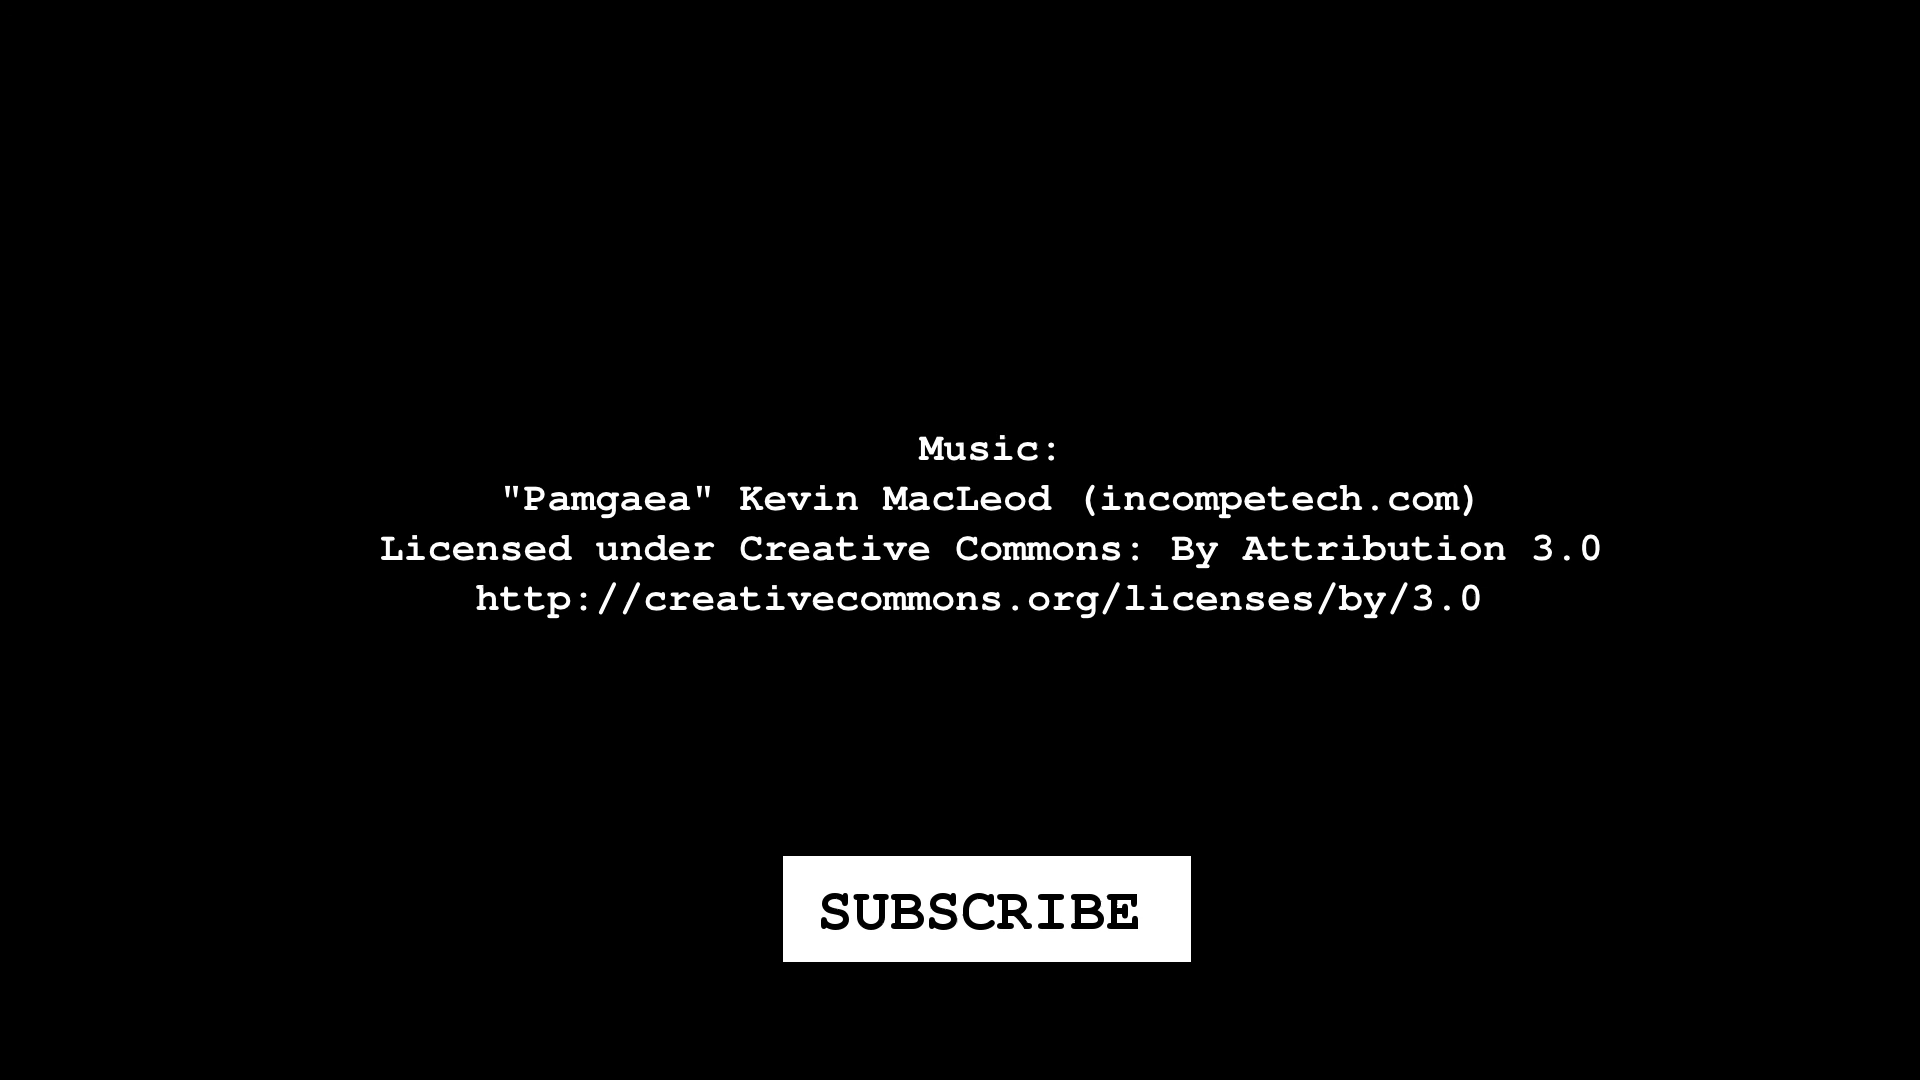 Music:
"Pamgaea" Kevin MacLeod (incompetech.com)
Licensed under Creative Commons: By Attribution 3.0
http://creativecommons.org/licenses/by/3.0
SUBSCRIBE